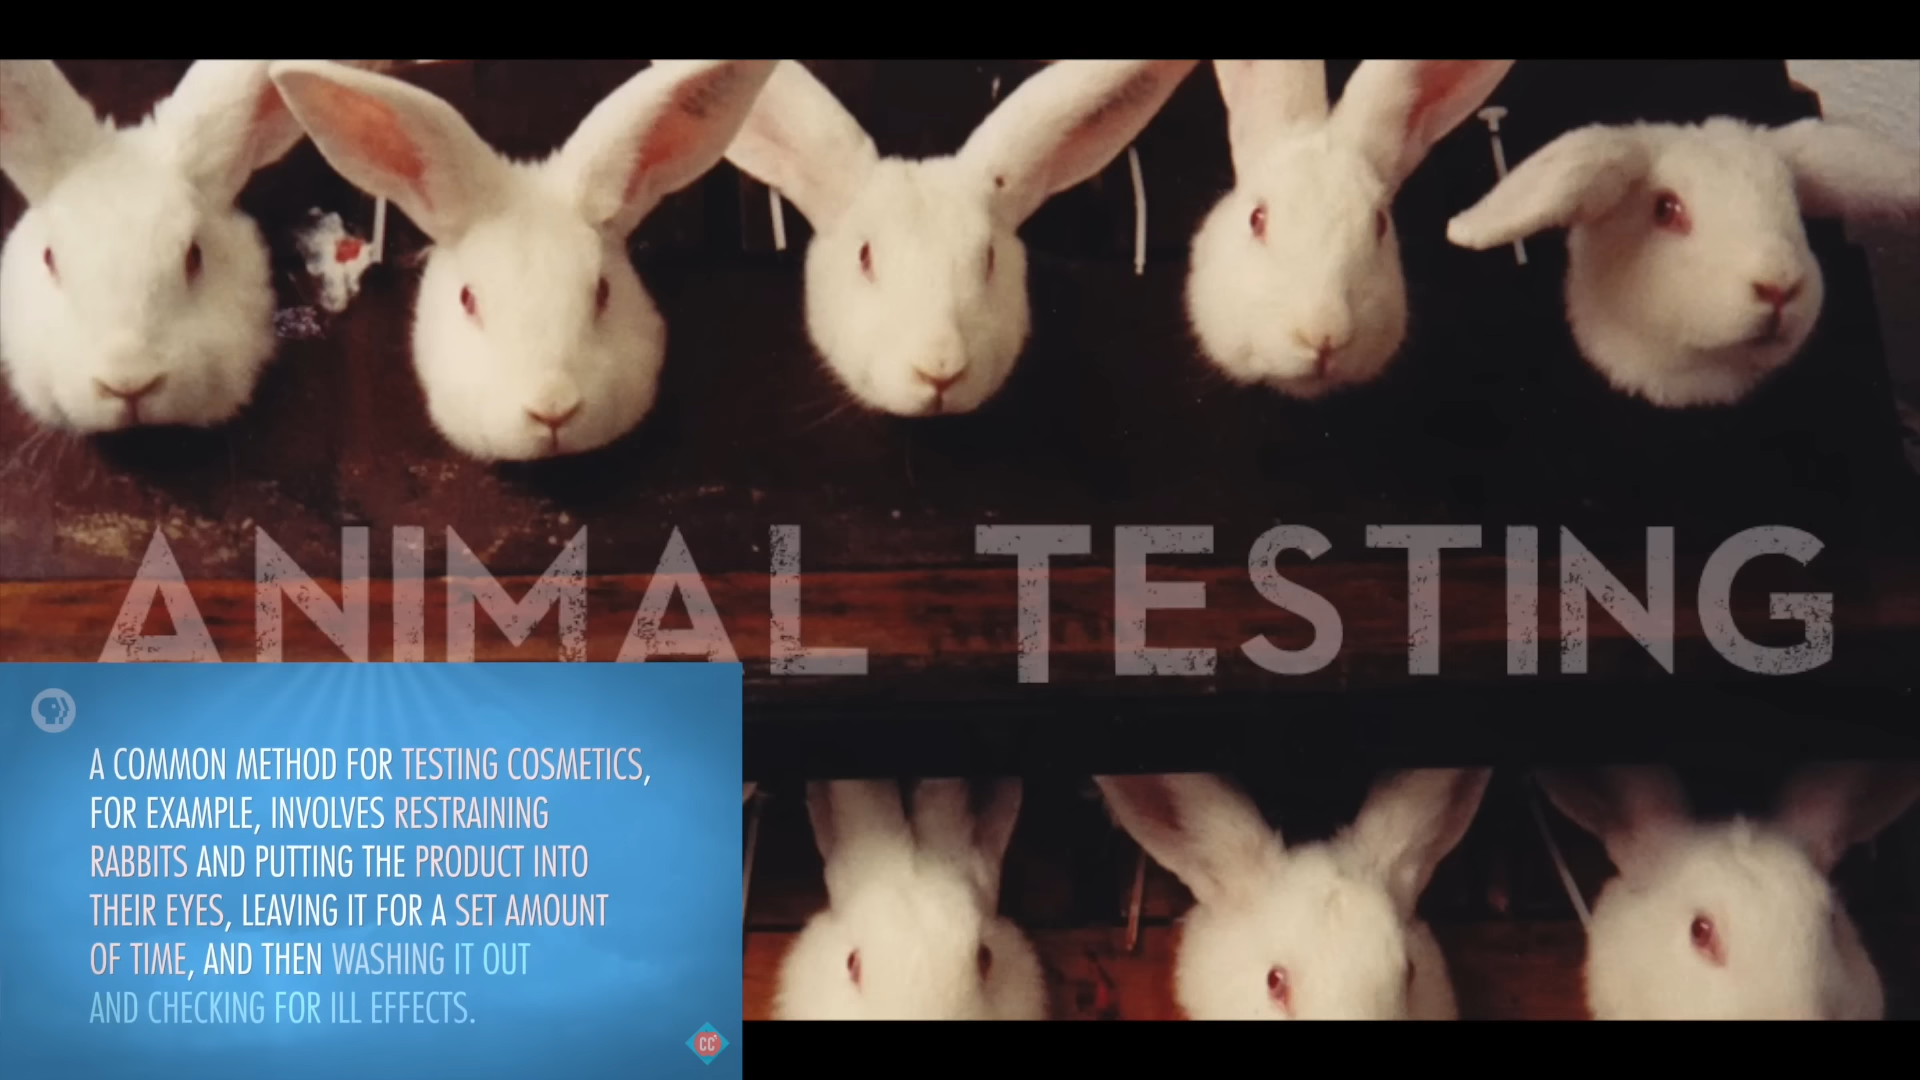 ANIMAL TESTING
A COMMON METHOD FOR TESTING COSMETICS,
FOR EXAMPLE, INVOLVES RESTRAINING
RABBITS AND PUTTING THE PRODUCT INTO
THEIR EYES, LEAVING IT FOR A SET AMOUNT
OF TIME, AND THEN WASHING IT OUT
AND CHECKING FOR ILL EFFECTS.
CC